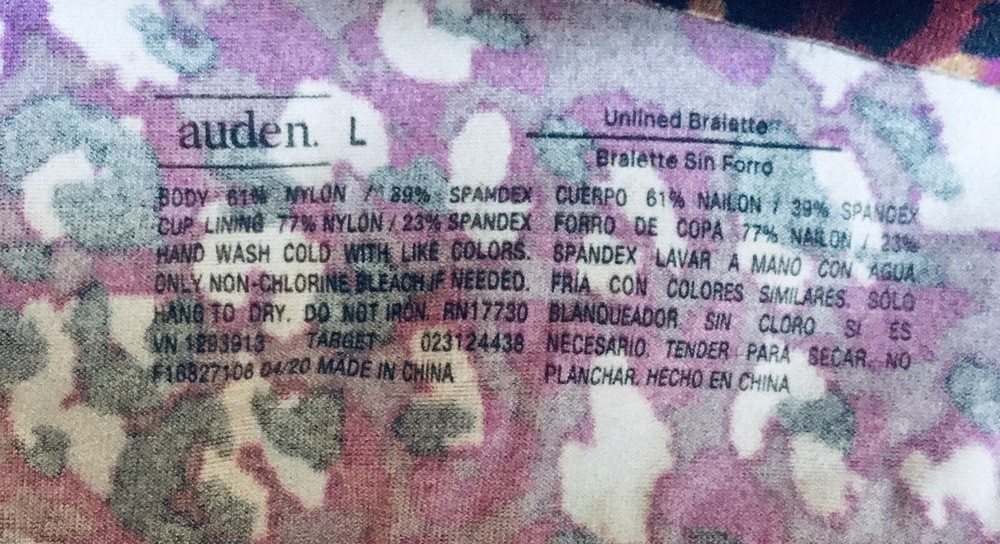 auden. L
BODY 61% NYLON / 39% SPANDEX
CUP LINING 77% NYLON / 23% SPANDEX
HAND WASH COLD WITH LIKE COLORS.
ONLY NON-CHLORINE BLEACH IF NEEDED.
HANG TO DRY. DO NOT IRON. RN17730
VN 1293913 TARGET 023124438
F16827106 04/20 MADE IN CHINA
Unlined Bralette
Bralette Sin Forro
CUERPO 61% NAILON / 39% SPANDEX
FORRO DE COPA 77% NAILON / 23%
SPANDEX LAVAR A MANO CON AGUA
FRÍA CON COLORES SIMILARES. SÓLO
BLANQUEADOR SIN CLORO SI ES
NECESARIO. TENDER PARA SECAR. NO
PLANCHAR. HECHO EN CHINA